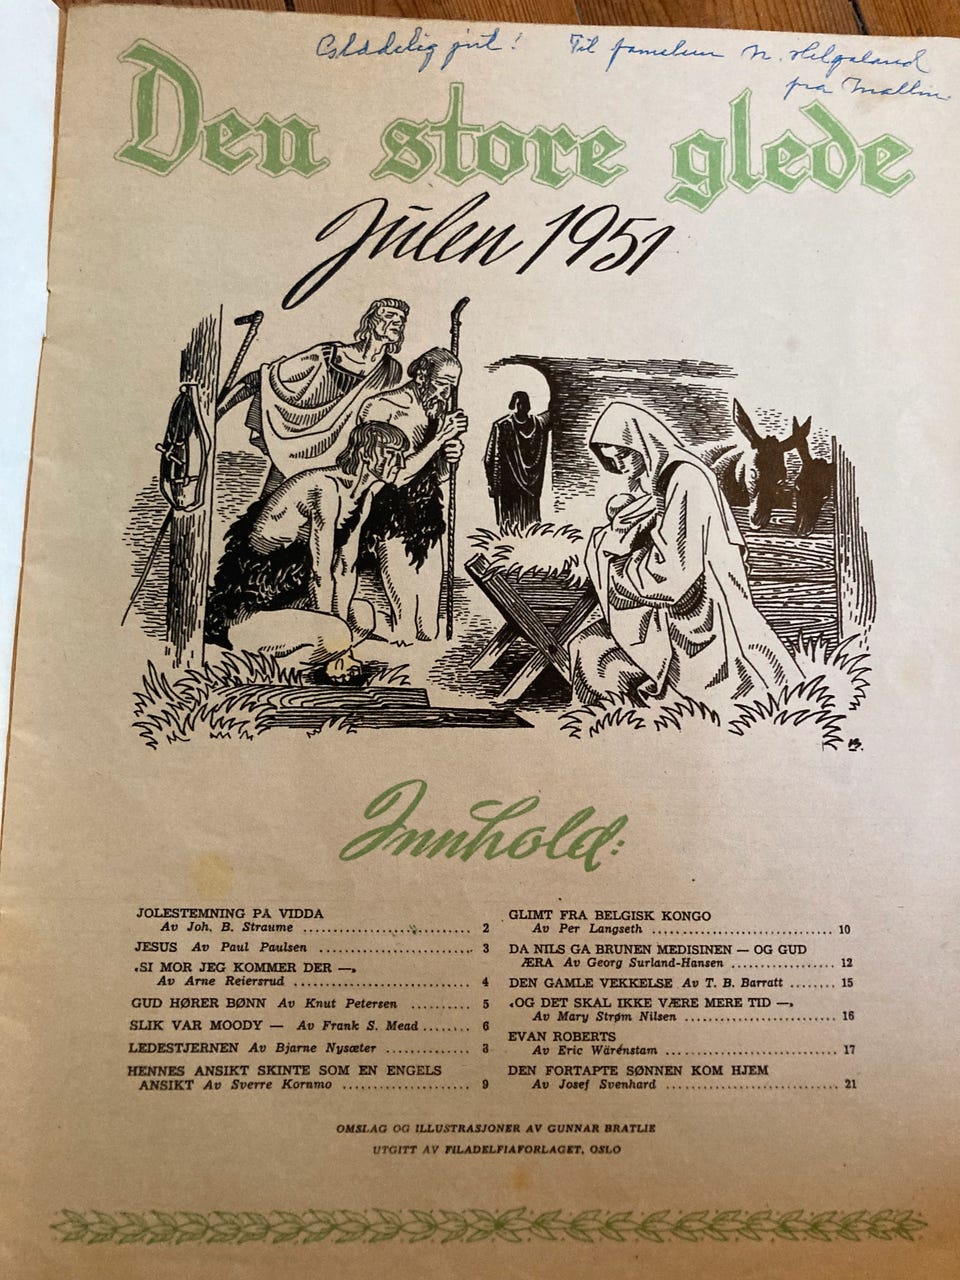 Gladelig jul! Til familien N. Helgaland
fra Mallin
Den store glede
Julen 1951
B.
Innhold:
JOLESTEMNING PÅ VIDDA
Av Joh. B. Straume 2
JESUS Av Paul Paulsen 3
«SI MOR JEG KOMMER DER —»
Av Arne Reiersrud 4
GUD HØRER BØNN Av Knut Petersen 5
SLIK VAR MOODY — Av Frank S. Mead 6
LEDESTJERNEN Av Bjarne Nysæter 8
HENNES ANSIKT SKINTE SOM EN ENGELS
ANSIKT Av Sverre Kornmo 9
GLIMT FRA BELGISK KONGO
Av Per Langseth 10
DA NILS GA BRUNEN MEDISINEN — OG GUD
ÆRA Av Georg Surland-Hansen 12
DEN GAMLE VEKKELSE Av T. B. Barratt 15
«OG DET SKAL IKKE VÆRE MERE TID —»
Av Mary Strøm Nilsen 16
EVAN ROBERTS
Av Eric Wärenstam 17
DEN FORTAPTE SØNNEN KOM HJEM
Av Josef Svenhard 21
OMSLAG OG ILLUSTRASJONER AV GUNNAR BRATLIE
UTGITT AV FILADELFIAFORLAGET, OSLO